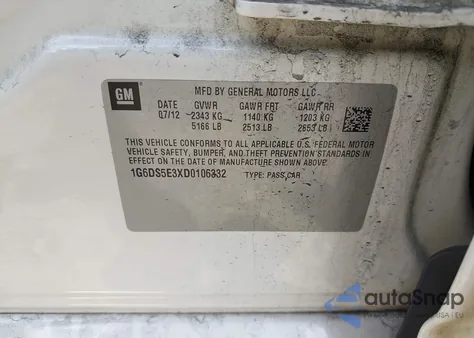 GM
MFD BY GENERAL MOTORS LLC
DATE GVWR GAWR FRT GAWR RR
07/12 2343 KG 1140 KG 1203 KG
5166 LB 2513 LB 2653 LB
THIS VEHICLE CONFORMS TO ALL APPLICABLE U.S. FEDERAL MOTOR
VEHICLE SAFETY, BUMPER, AND THEFT PREVENTION STANDARDS IN
EFFECT ON THE DATE OF MANUFACTURE SHOWN ABOVE.
1G6DS5E3XD0106332 TYPE: PASS CAR
autoSnap